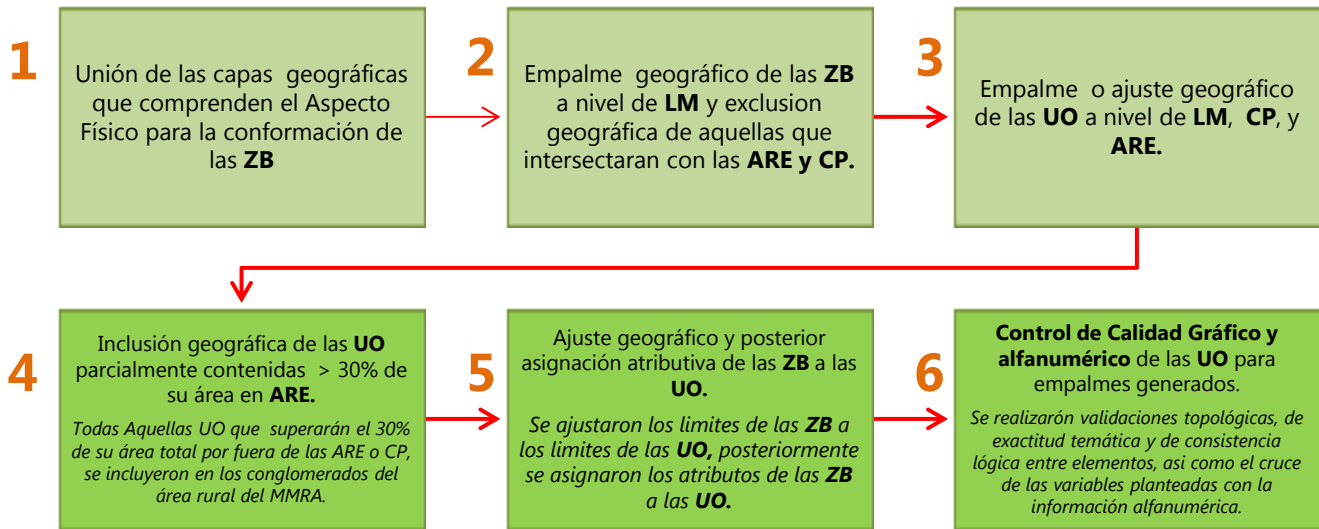 1
Unión de las capas geográficas
que comprenden el Aspecto
Físico para la conformación de
las ZB
2
Empalme geográfico de las ZB
a nivel de LM y exclusion
geográfica de aquellas que
intersectaran con las ARE y CP.
3
Empalme o ajuste geográfico
de las UO a nivel de LM, CP, y
ARE.
4
Inclusión geográfica de las UO
parcialmente contenidas > 30% de
su área en ARE.
Todas Aquellas UO que superarán el 30%
de su área total por fuera de las ARE o CP,
se incluyeron en los conglomerados del
área rural del MMRA.
5
Ajuste geográfico y posterior
asignación atributiva de las ZB a las
UO.
Se ajustaron los limites de las ZB a
los limites de las UO, posteriormente
se asignaron los atributos de las ZB
a las UO.
6
Control de Calidad Gráfico y
alfanumérico de las UO para
empalmes generados.
Se realizarón validaciones topológicas, de
exactitud temática y de consistencia
lógica entre elementos, asi como el cruce
de las variables planteadas con la
información alfanumérica.